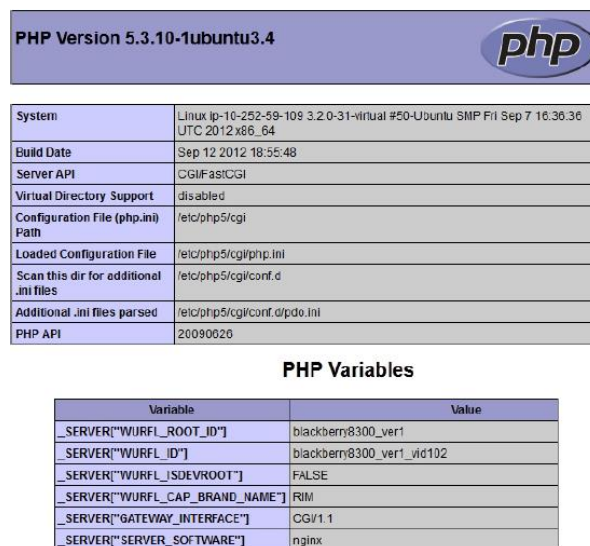 PHP Version 5.3.10-1ubuntu3.4
php
System Linux ip-10-252-59-109 3.2.0-31-virtual #50-Ubuntu SMP Fri Sep 7 16:36:36
UTC 2012 x86_64
Build Date Sep 12 2012 18:55:48
Server API CGI/FastCGI
Virtual Directory Support disabled
Configuration File (php.ini) /etc/php5/cgi
Path
Loaded Configuration File /etc/php5/cgi/php.ini
Scan this dir for additional /etc/php5/cgi/conf.d
.ini files
Additional .ini files parsed /etc/php5/cgi/conf.d/pdo.ini
PHP API 20090626
PHP Variables
Variable Value
_SERVER["WURFL_ROOT_ID"] blackberry8300_ver1
_SERVER["WURFL_ID"] blackberry8300_ver1_vid102
_SERVER["WURFL_ISDEVROOT"] FALSE
_SERVER["WURFL_CAP_BRAND_NAME"] RIM
_SERVER["GATEWAY_INTERFACE"] CGI/1.1
_SERVER["SERVER_SOFTWARE"] nginx